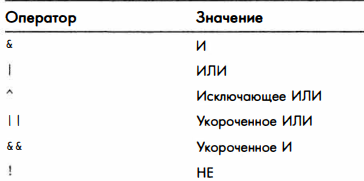 Оператор Значение
& И
| ИЛИ
^ Исключающее ИЛИ
|| Укороченное ИЛИ
&& Укороченное И
! НЕ